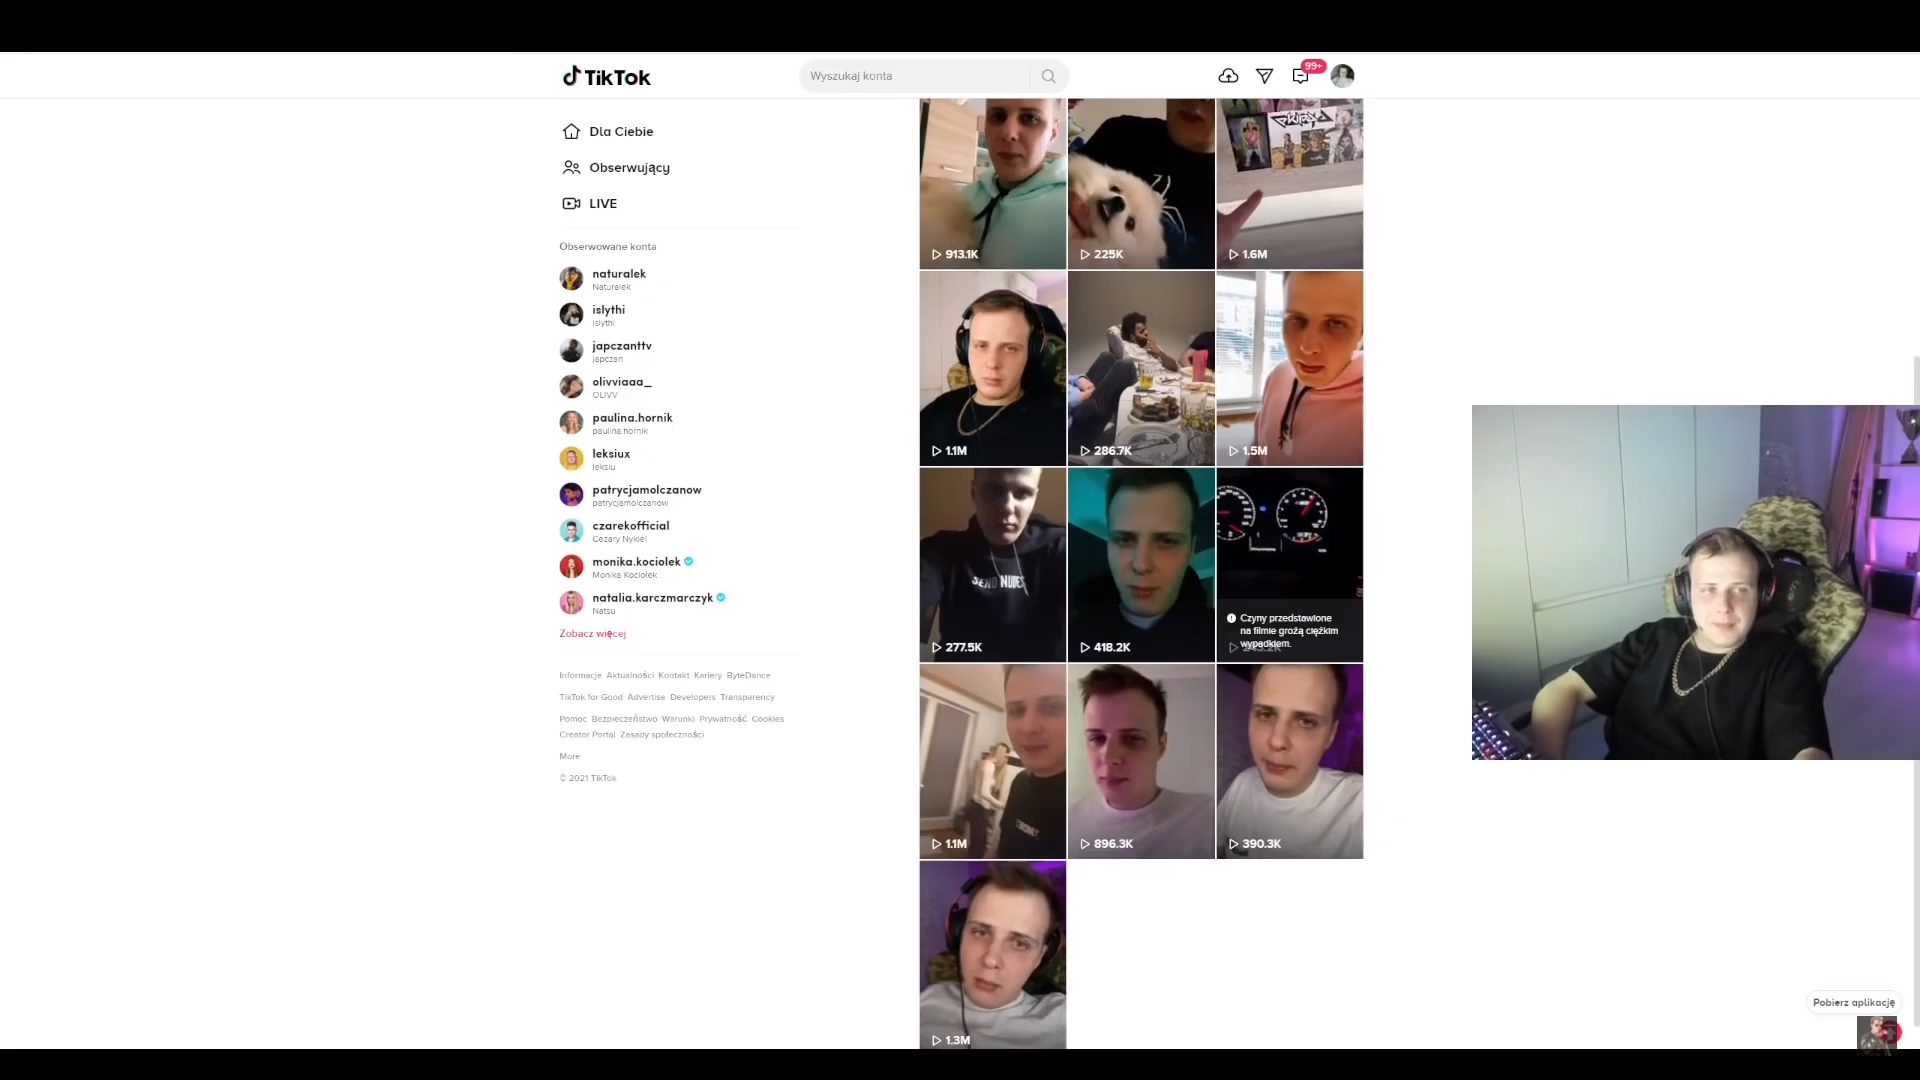 TikTok
Wyszukaj konta
99+
Dla Ciebie
Obserwujący
LIVE
Obserwowane konta
naturalek
Naturalek
islythi
islythi
japczanttv
japczan
olivviaaa_
OLIVV
paulina.hornik
paulina.hornik
leksiux
leksiu
patrycjamolczanow
patrycjamolczanow
czarekofficial
Cezary Nykiel
monika.kociolek
Monika Kociołek
natalia.karczmarczyk
Natsu
Zobacz więcej
Informacje Aktualności Kontakt Kariery ByteDance
TikTok for Good Advertise Developers Transparency
Pomoc Bezpieczeństwo Warunki Prywatność Cookies
Creator Portal Zasady społeczności
More
© 2021 TikTok
913.1K
225K
EKIPA
1.6M
1.1M
286.7K
1.5M
SEND NUDES
277.5K
418.2K
Czyny przedstawione
na filmie grożą ciężkim
wypadkiem.
1.1M
896.3K
390.3K
1.3M
Pobierz aplikację